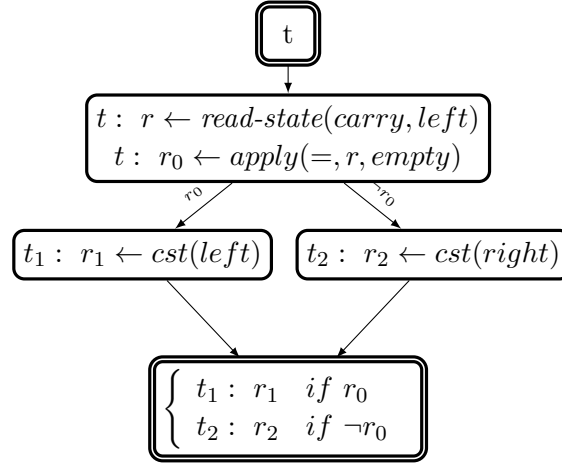 t
t : r ← read-state(carry, left)
t : r₀ ← apply(=, r, empty)
r₀
¬r₀
t₁ : r₁ ← cst(left)
t₂ : r₂ ← cst(right)
{ t₁ : r₁ if r₀
t₂ : r₂ if ¬r₀